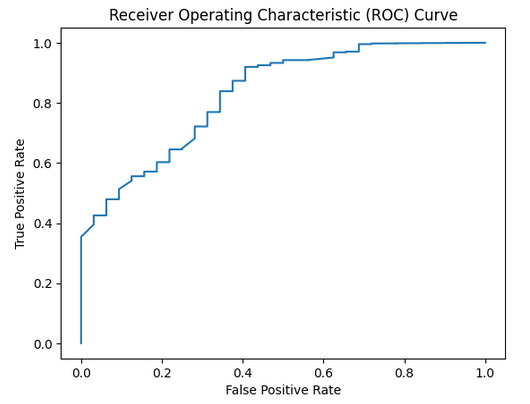 Receiver Operating Characteristic (ROC) Curve
1.0
0.8
0.6
0.4
0.2
0.0
True Positive Rate
0.0 0.2 0.4 0.6 0.8 1.0
False Positive Rate